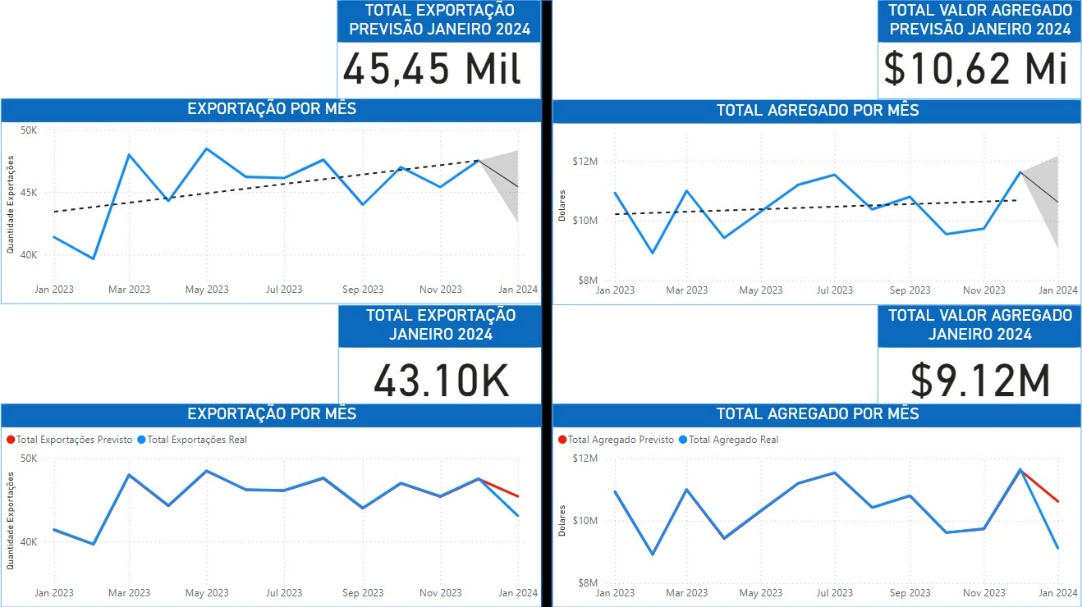 TOTAL EXPORTAÇÃO
PREVISÃO JANEIRO 2024
45,45 Mil
EXPORTAÇÃO POR MÊS
50K
45K
40K
Quantidade Exportações
Jan 2023 Mar 2023 May 2023 Jul 2023 Sep 2023 Nov 2023 Jan 2024
TOTAL VALOR AGREGADO
PREVISÃO JANEIRO 2024
$10,62 Mi
TOTAL AGREGADO POR MÊS
$12M
$10M
$8M
Dolares
Jan 2023 Mar 2023 May 2023 Jul 2023 Sep 2023 Nov 2023 Jan 2024
TOTAL EXPORTAÇÃO
JANEIRO 2024
43.10K
EXPORTAÇÃO POR MÊS
Total Exportações Previsto Total Exportações Real
50K
40K
Quantidade Exportações
Jan 2023 Mar 2023 May 2023 Jul 2023 Sep 2023 Nov 2023 Jan 2024
TOTAL VALOR AGREGADO
JANEIRO 2024
$9.12M
TOTAL AGREGADO POR MÊS
Total Agregado Previsto Total Agregado Real
$12M
$10M
$8M
Dolares
Jan 2023 Mar 2023 May 2023 Jul 2023 Sep 2023 Nov 2023 Jan 2024